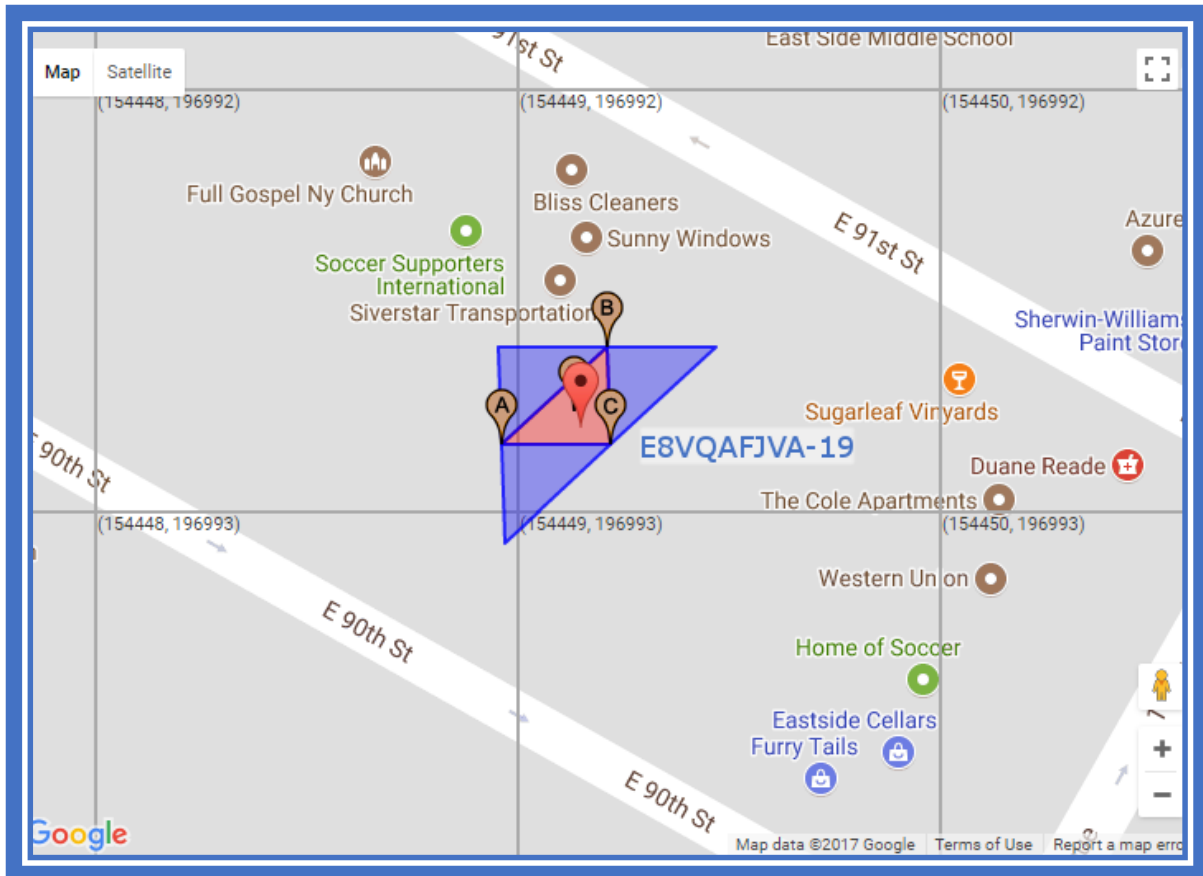 91st St
East Side Middle School
Map
Satellite
(154448, 196992)
(154449, 196992)
(154450, 196992)
Full Gospel Ny Church
Bliss Cleaners
Azure
E 91st St
Sunny Windows
Soccer Supporters
International
Siverstar Transportation
B
Sherwin-Williams
Paint Store
A
C
Sugarleaf Vinyards
E8VQAFJVA-19
E 90th St
Duane Reade
The Cole Apartments
(154448, 196993)
(154449, 196993)
(154450, 196993)
Western Union
E 90th St
Home of Soccer
Eastside Cellars
Furry Tails
E 90th St
Google
Map data ©2017 Google
Terms of Use
Report a map erro